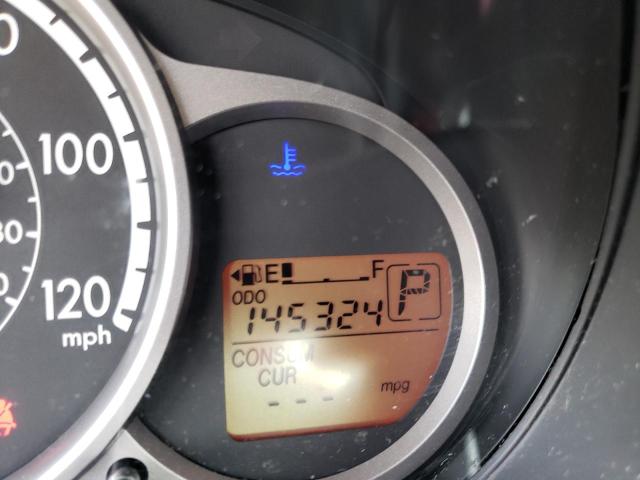 100
120
mph
E F
ODO
145324 P
CONSUM
CUR
--- mpg